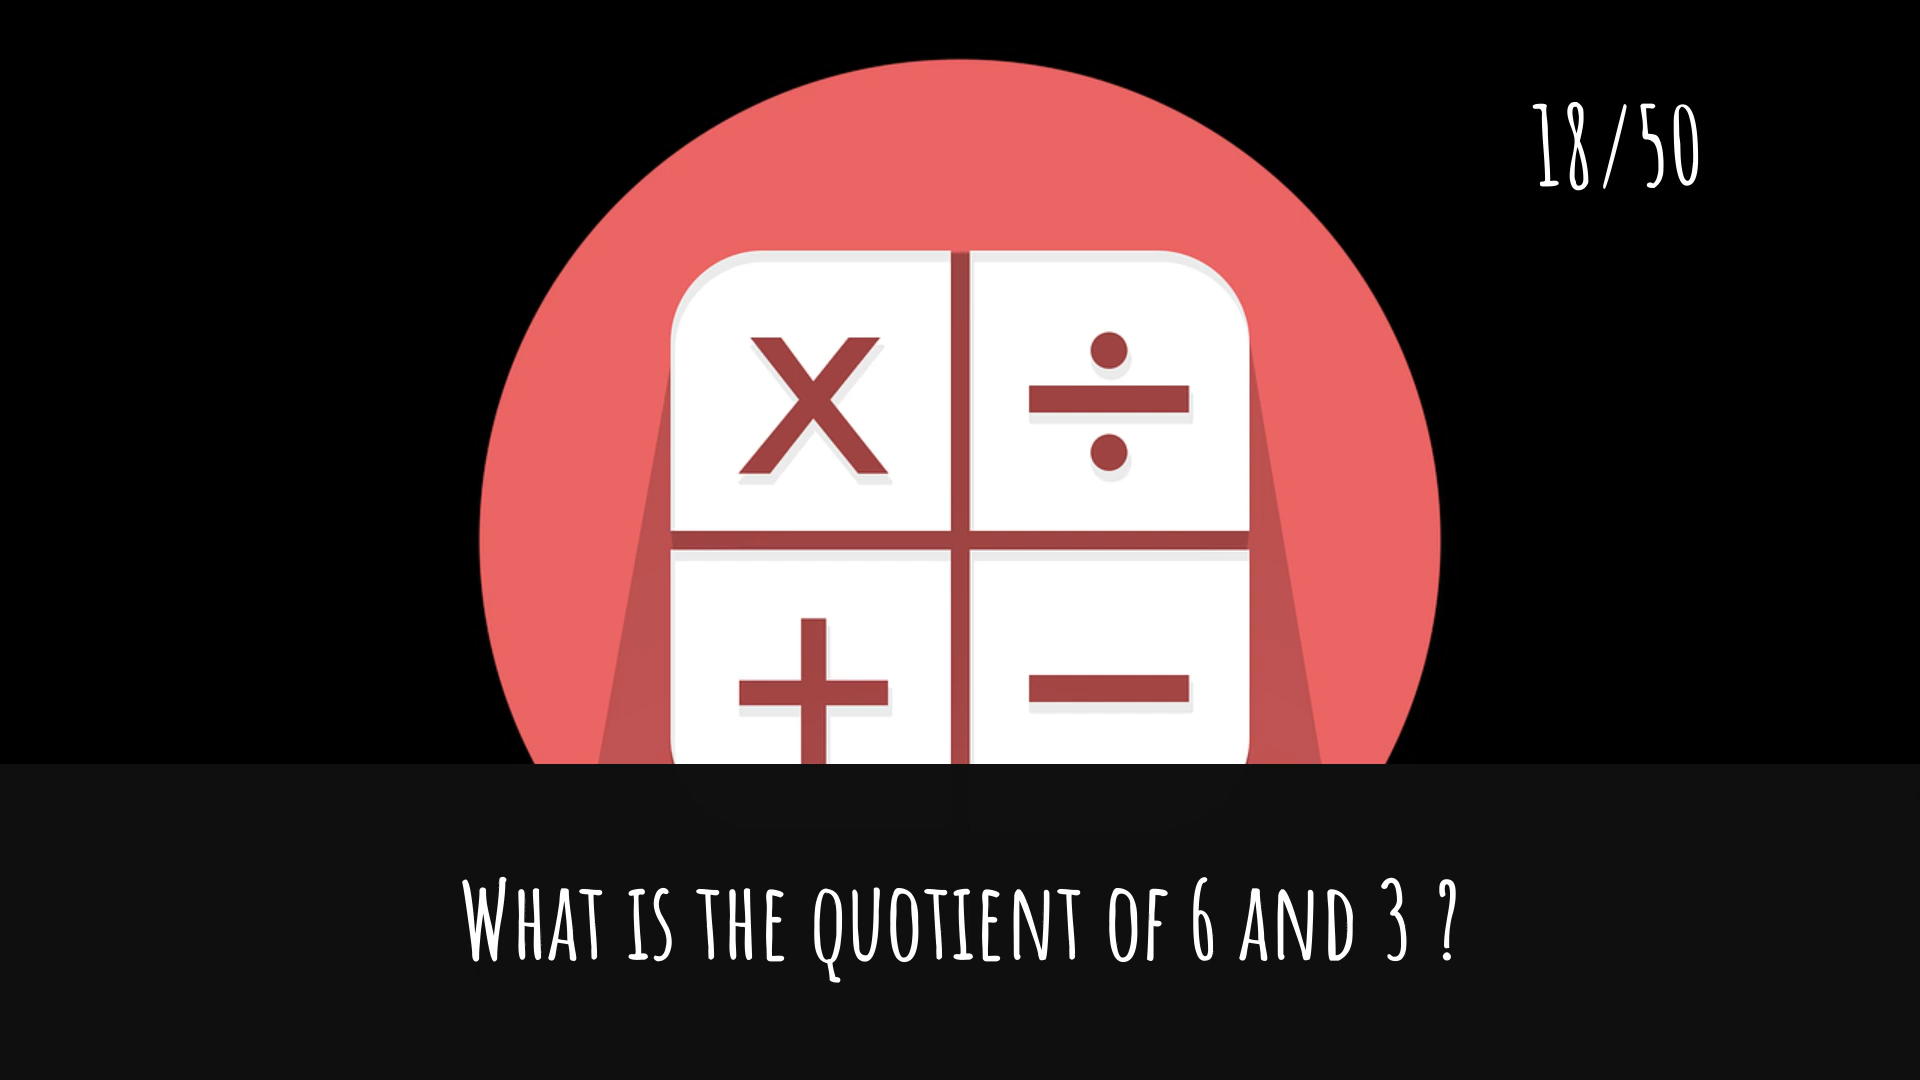 18/50
x ÷
+ −
What is the quotient of 6 and 3 ?